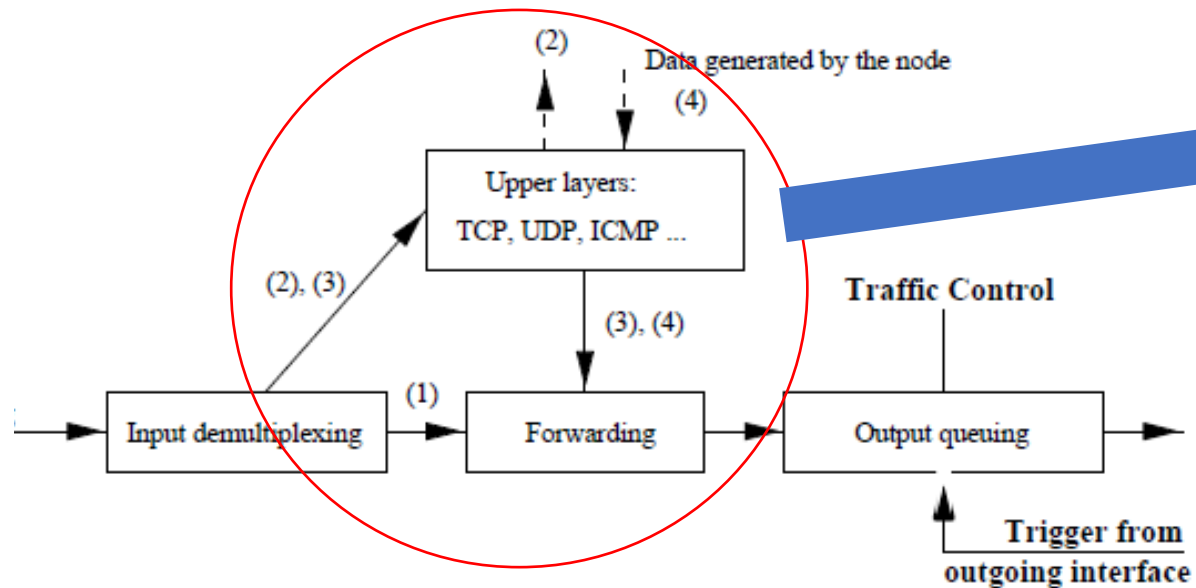 (2)
Data generated by the node
(4)
Upper layers:
TCP, UDP, ICMP ...
(2), (3)
(3), (4)
Traffic Control
(1)
Input demultiplexing
Forwarding
Output queuing
Trigger from
outgoing interface